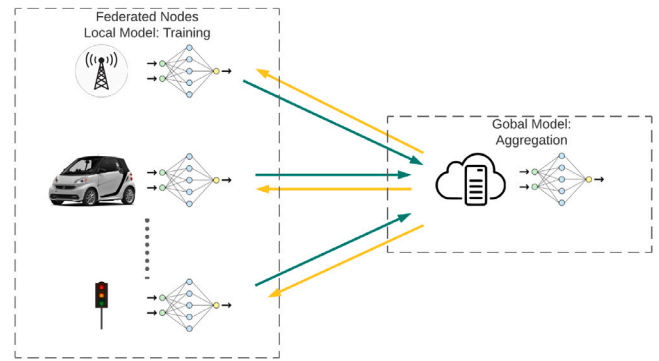 Federated Nodes
Local Model: Training
Gobal Model:
Aggregation